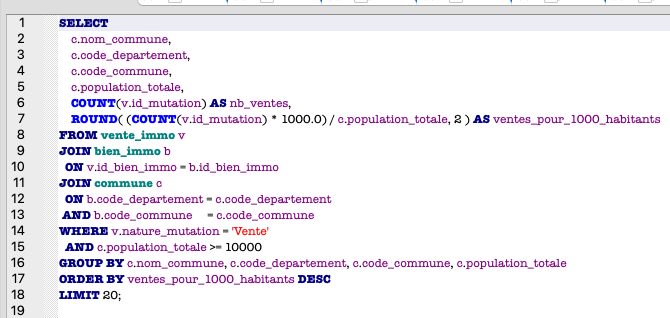 1 SELECT
2 c.nom_commune,
3 c.code_departement,
4 c.code_commune,
5 c.population_totale,
6 COUNT(v.id_mutation) AS nb_ventes,
7 ROUND( (COUNT(v.id_mutation) * 1000.0) / c.population_totale, 2 ) AS ventes_pour_1000_habitants
8 FROM vente_immo v
9 JOIN bien_immo b
10 ON v.id_bien_immo = b.id_bien_immo
11 JOIN commune c
12 ON b.code_departement = c.code_departement
13 AND b.code_commune = c.code_commune
14 WHERE v.nature_mutation = 'Vente'
15 AND c.population_totale >= 10000
16 GROUP BY c.nom_commune, c.code_departement, c.code_commune, c.population_totale
17 ORDER BY ventes_pour_1000_habitants DESC
18 LIMIT 20;
19